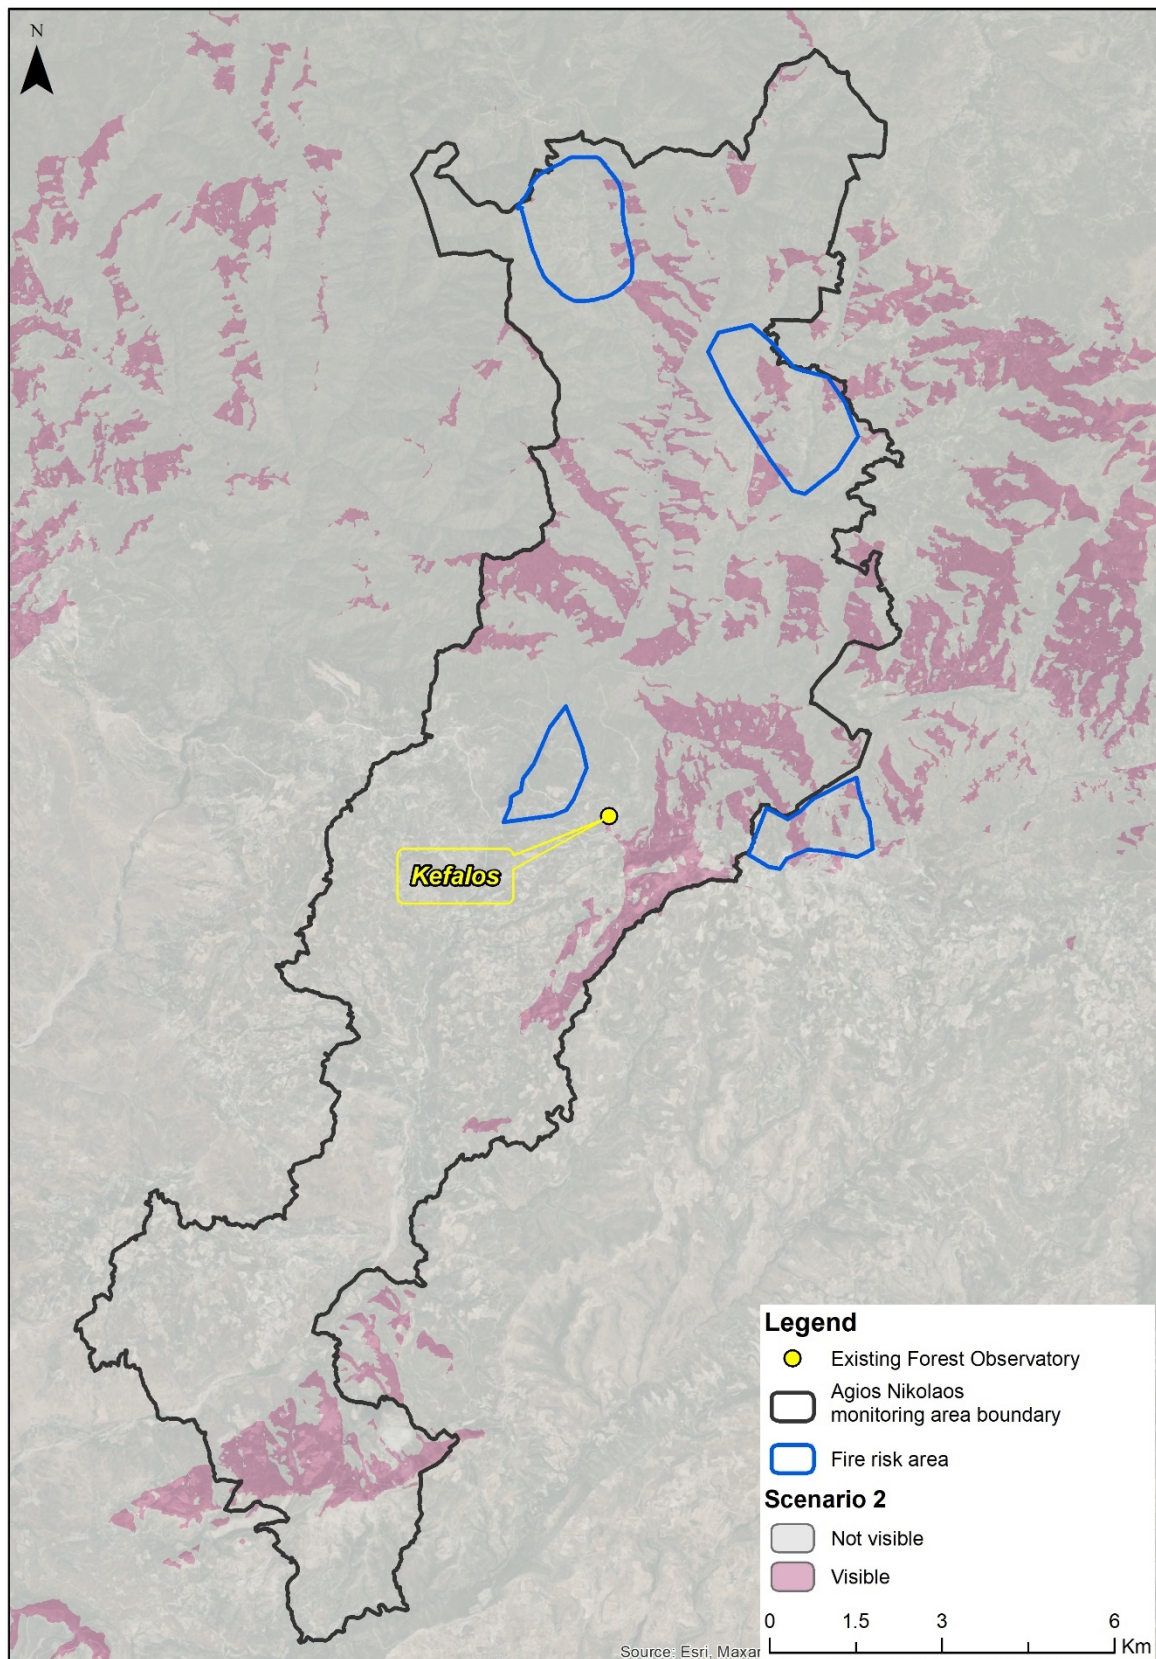 N
Kefalos
Legend
Existing Forest Observatory
Agios Nikolaos
monitoring area boundary
Fire risk area
Scenario 2
Not visible
Visible
0 1.5 3 6
Km
Source: Esri, Maxar